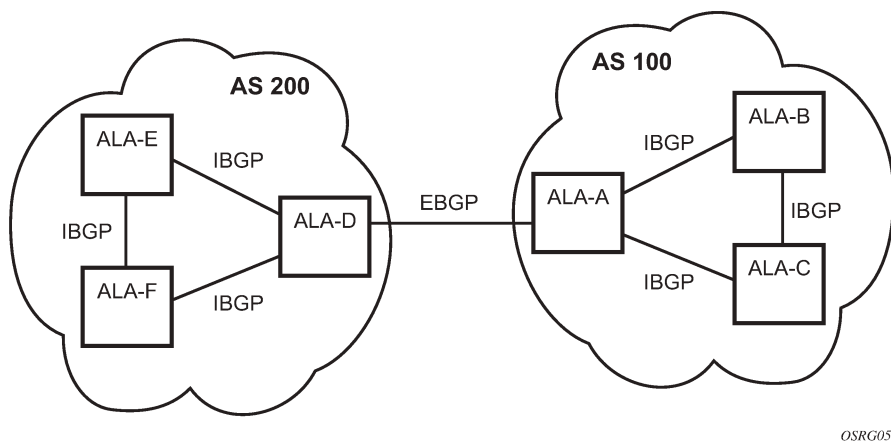 AS 200
AS 100
ALA-E
IBGP
ALA-B
IBGP
IBGP
ALA-D
EBGP
ALA-A
IBGP
ALA-F
IBGP
IBGP
ALA-C
OSRG05